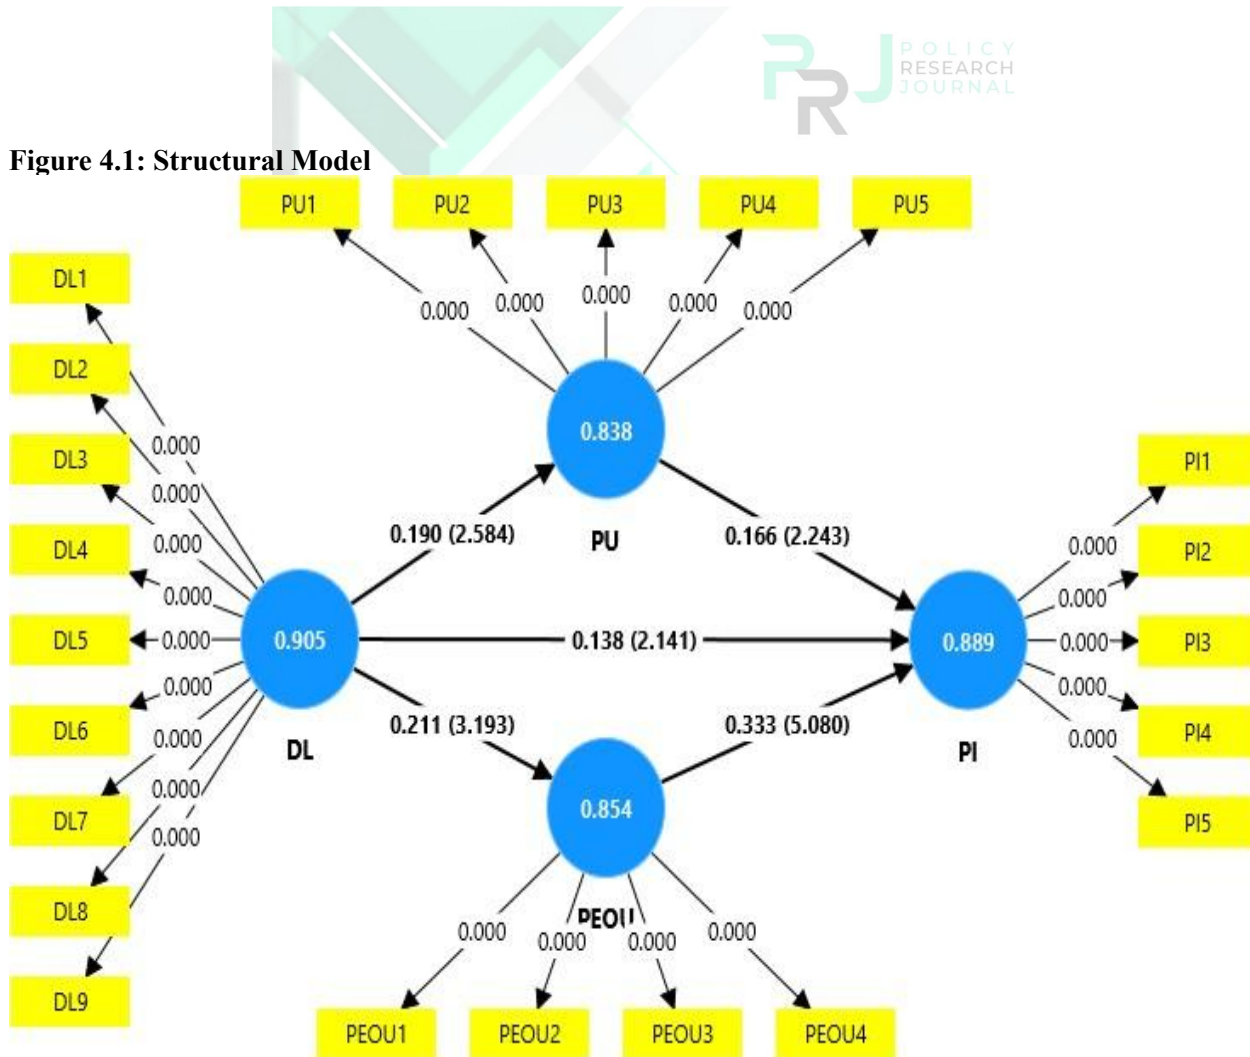 POLICY
RESEARCH
JOURNAL
PRJ
Figure 4.1: Structural Model
PU1 PU2 PU3 PU4 PU5
0.000 0.000 0.000 0.000 0.000
DL1
DL2
DL3
DL4
DL5
DL6
DL7
DL8
DL9
0.000
0.000
0.000
0.000
0.000
0.000
0.000
0.000
0.000
0.905
DL
0.838
PU
0.190 (2.584)
0.166 (2.243)
0.138 (2.141)
0.211 (3.193)
0.333 (5.080)
0.854
PEOU
0.000 0.000 0.000 0.000
PEOU1 PEOU2 PEOU3 PEOU4
0.889
PI
0.000
0.000
0.000
0.000
0.000
PI1
PI2
PI3
PI4
PI5